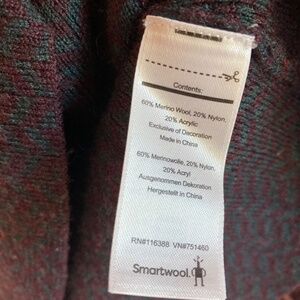 Contents:
60% Merino Wool, 20% Nylon,
20% Acrylic
Exclusive of Decoration
Made in China
60% Merinowolle, 20% Nylon,
20% Acryl
Ausgenommen Dekoration
Hergestellt in China
RN#116388 VN#751460
Smartwool.